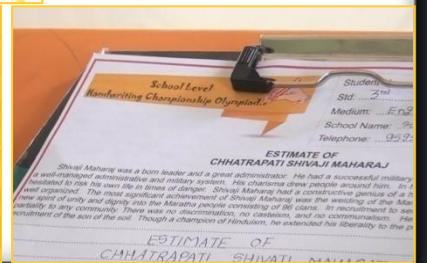 School Level
Handwriting Championship Olympiad..
Student
Std. 3rd
Medium: Eng
School Name:
Telephone: 959
ESTIMATE OF
CHHATRAPATI SHIVAJI MAHARAJ
Shivaji Maharaj was a born leader and a great administrator. He had a successful military
a well-managed administrative and military system. His charisma drew people around him. In
hesitated to risk his own life in times of danger. Shivaji Maharaj had a constructive genius of a
well organized. The most significant achievement of Shivaji Maharaj was the welding of the Mar
new spirit of unity and dignity into the Maratha people consisting of 96 clans. In recruitment to se
partiality to any community. There was no discrimination, no casteism, and no communalism. He
recruitment of the son of the soil. Though a champion of Hinduism, he extended his liberality to the p
ESTIMATE OF
CHHATRAPATI SHIVAJI